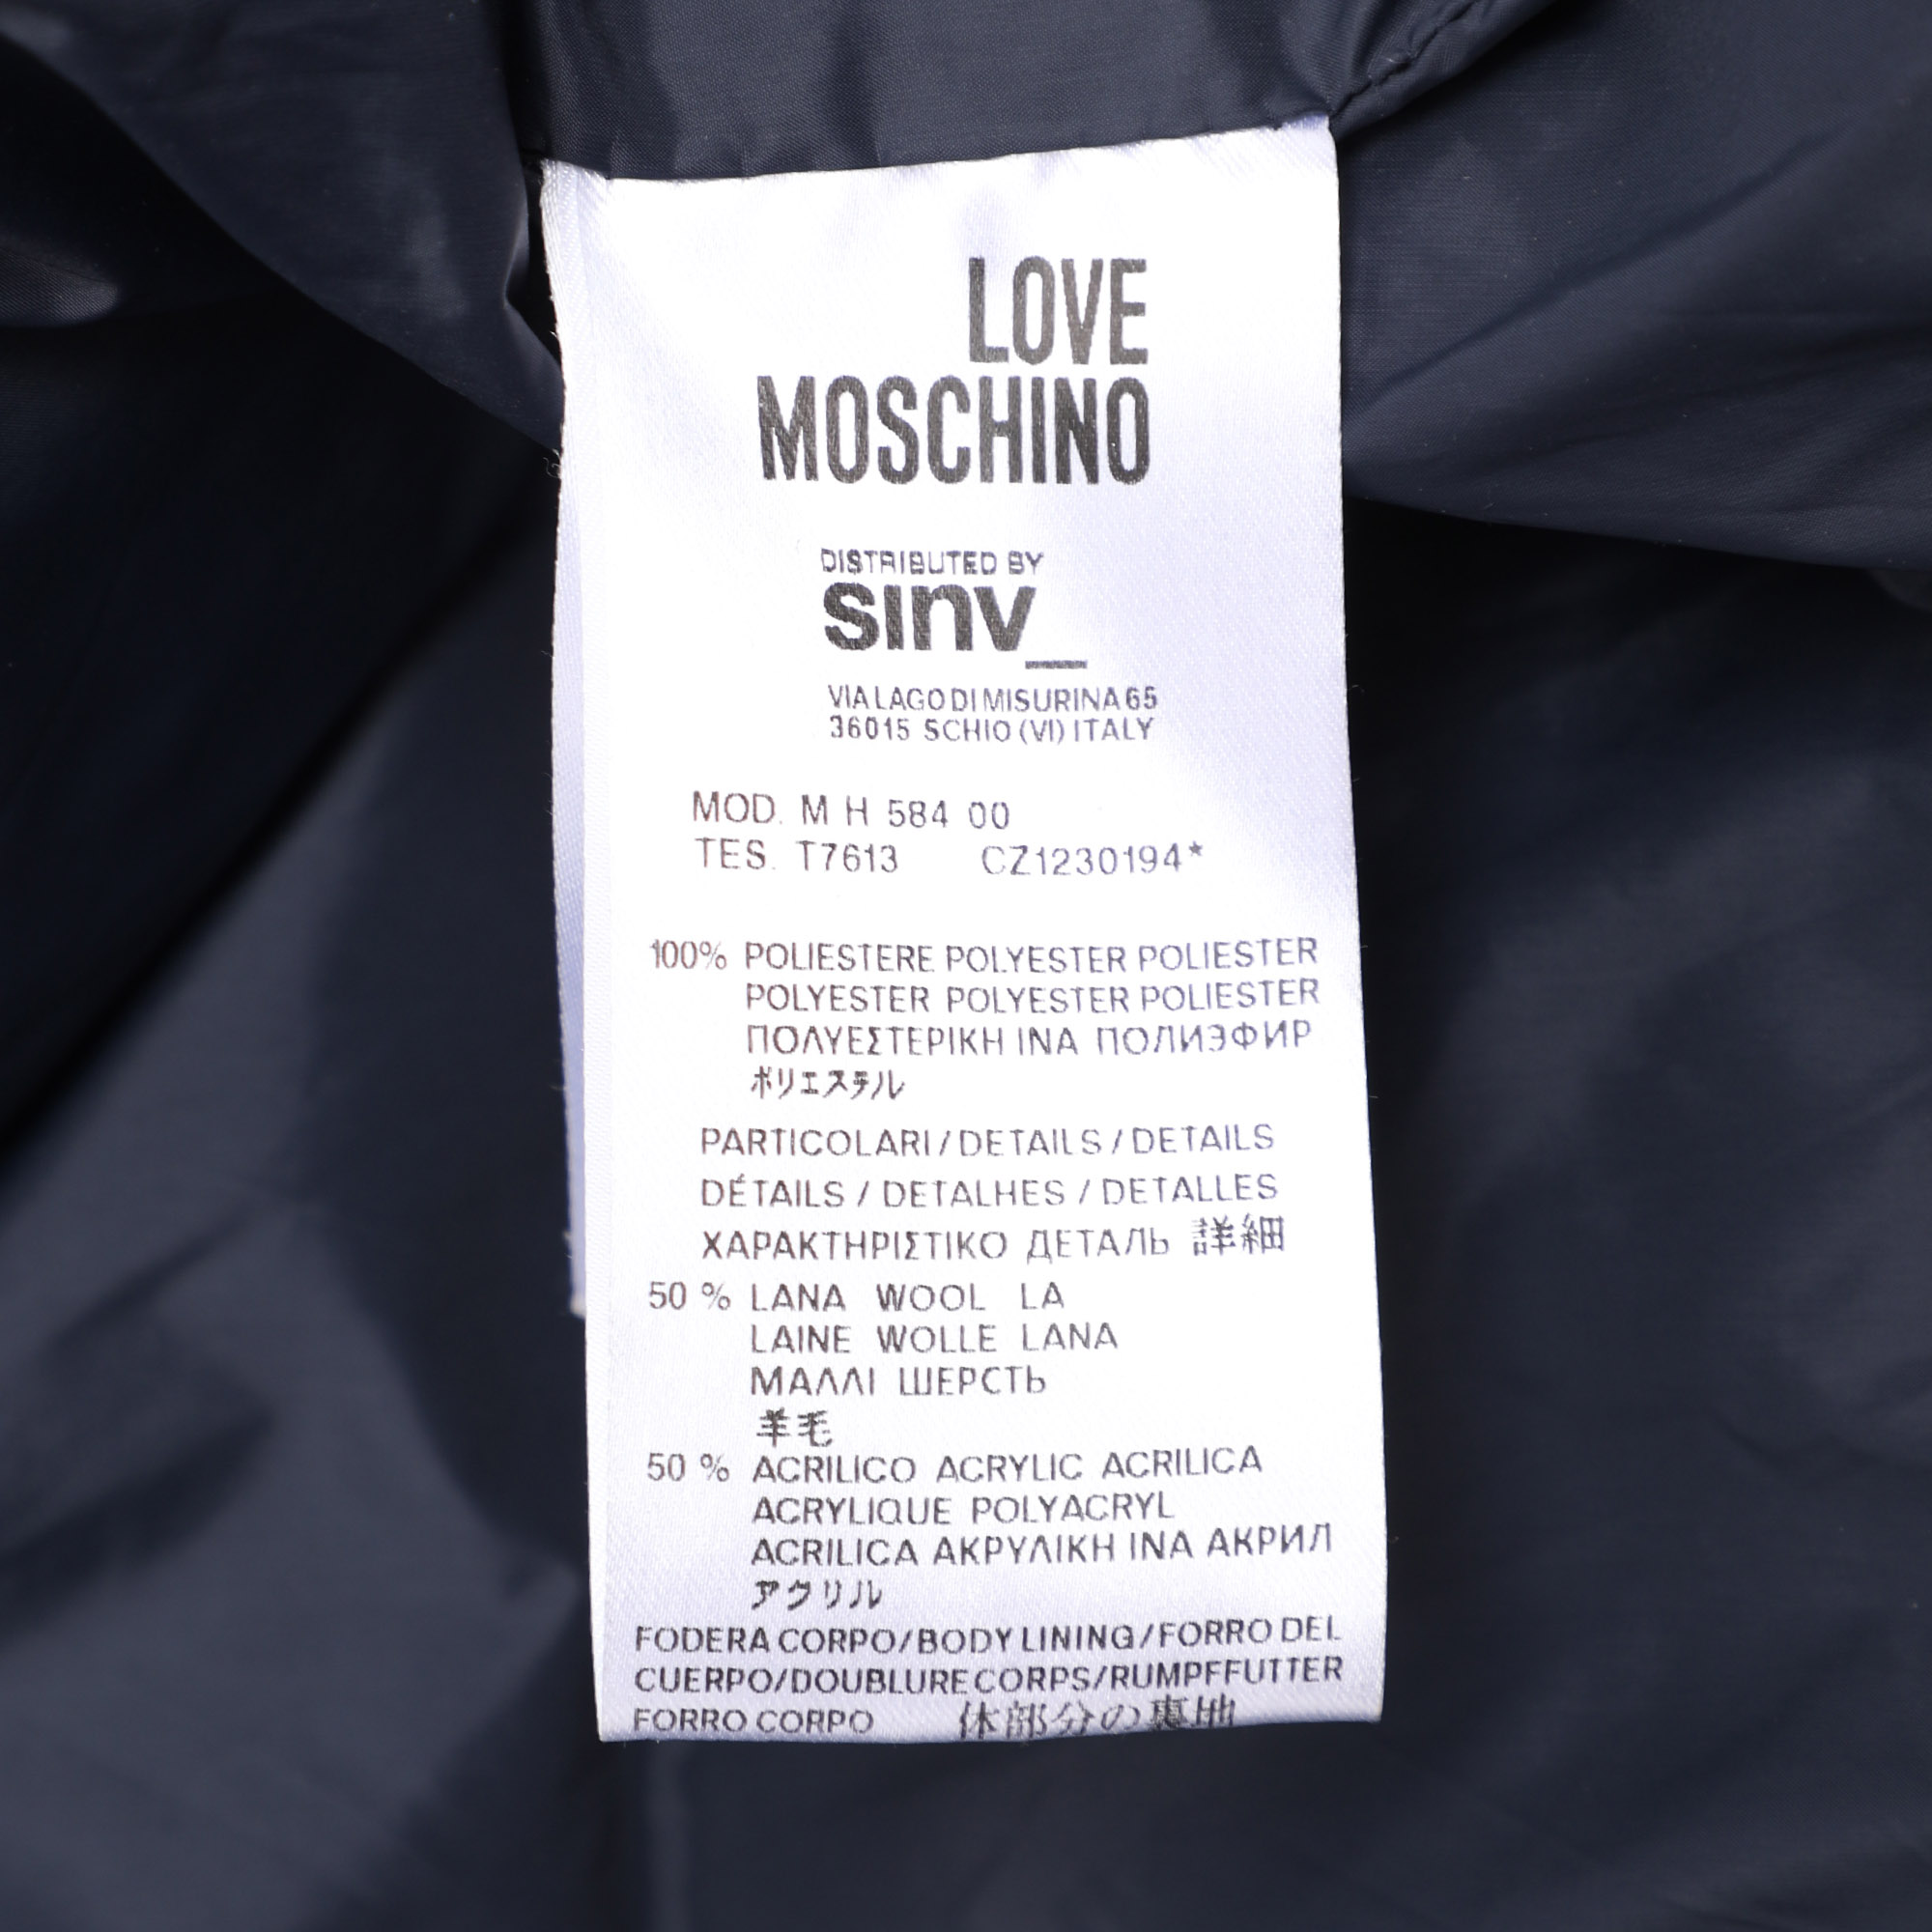 LOVE
MOSCHINO
DISTRIBUTED BY
sinv_
VIA LAGO DI MISURINA 65
36015 SCHIO (VI) ITALY
MOD. M H 584 00
TES. T7613 CZ1230194*
100% POLIESTERE POLYESTER POLIESTER
POLYESTER POLYESTER POLIESTER
ΠΟΛΥΕΣΤΕΡΙΚΗ ΙΝΑ ПОЛИЭФИР
ポリエステル
PARTICOLARI / DETAILS / DETAILS
DÉTAILS / DETALHES / DETALLES
ΧΑΡΑΚΤΗΡΙΣΤΙΚΟ ДЕТАЛЬ 詳細
50 % LANA WOOL LA
LAINE WOLLE LANA
ΜΑΛΛΙ ШЕРСТЬ
羊毛
50 % ACRILICO ACRYLIC ACRILICA
ACRYLIQUE POLYACRYL
ACRILICA ΑΚΡΥΛΙΚΗ ΙΝΑ АКРИЛ
アクリル
FODERA CORPO/BODY LINING/FORRO DEL
CUERPO/DOUBLURE CORPS/RUMPFFUTTER
FORRO CORPO 体部分の裏地